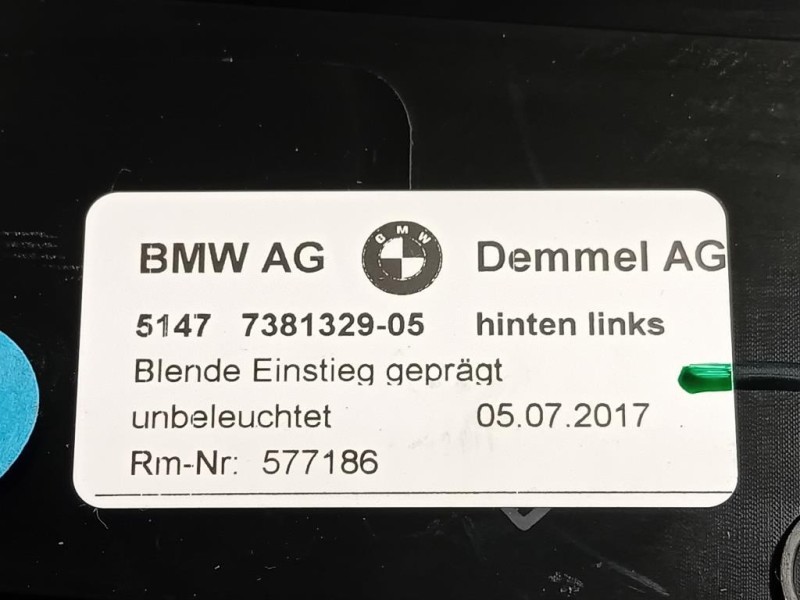 BMW AG BMW Demmel AG
5147 7381329-05 hinten links
Blende Einstieg geprägt
unbeleuchtet 05.07.2017
Rm-Nr: 577186